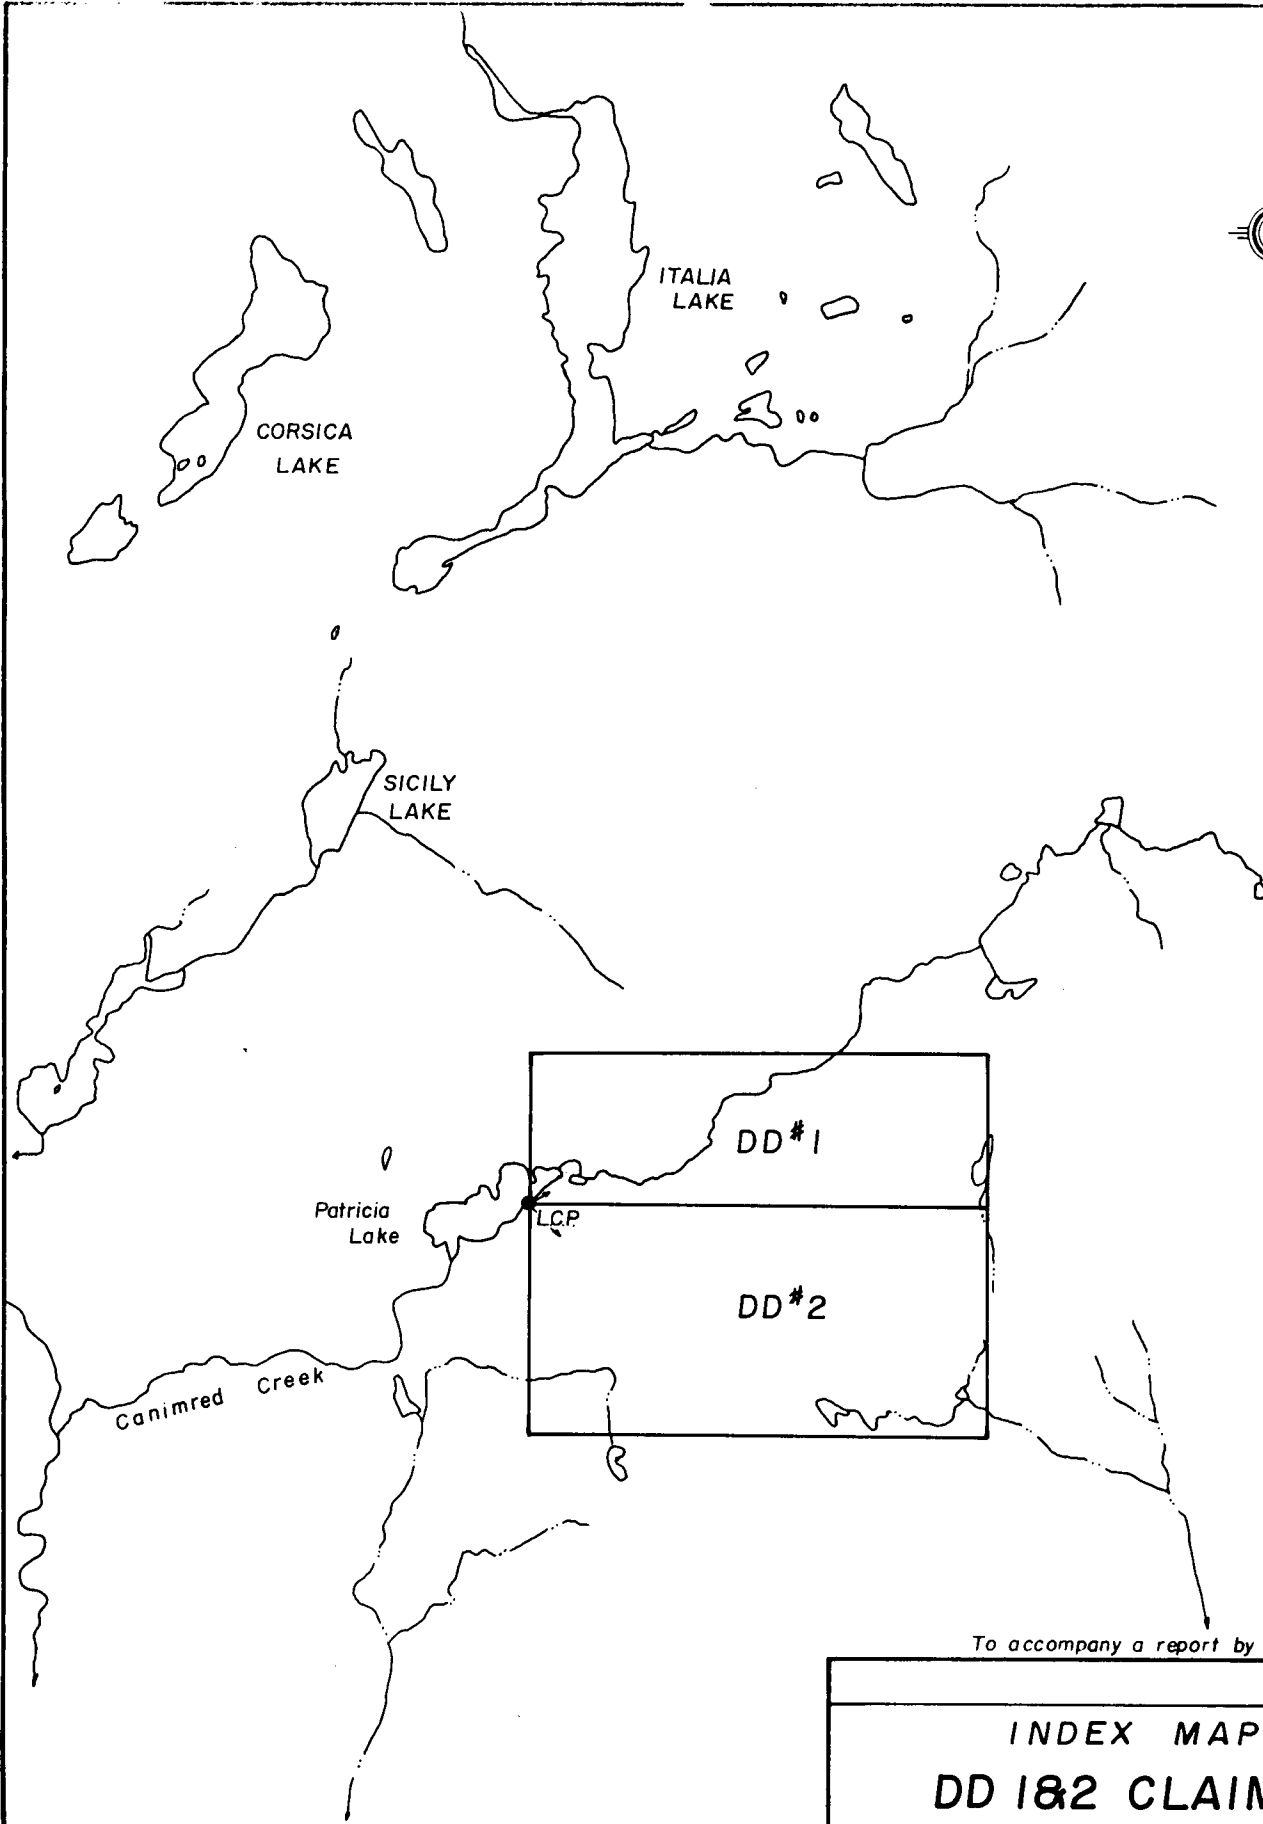 ITALIA
LAKE
CORSICA
LAKE
SICILY
LAKE
DD#1
Patricia
Lake
L.C.P.
DD#2
Canimred Creek
To accompany a report by
INDEX MAP
DD 1&2 CLAIM